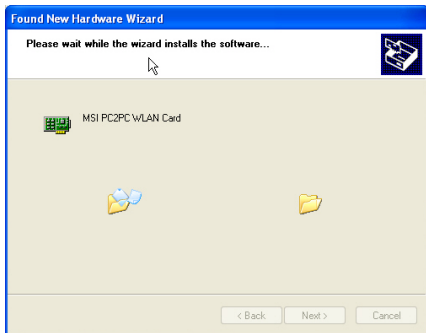 Found New Hardware Wizard
Please wait while the wizard installs the software...
MSI PC2PC WLAN Card
< Back
Next >
Cancel